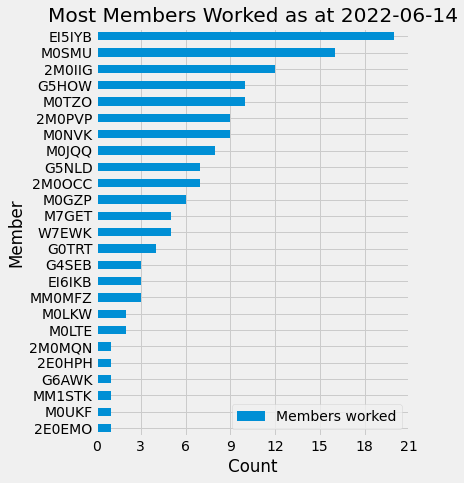 Most Members Worked as at 2022-06-14
EI5IYB
M0SMU
2M0IIG
G5HOW
M0TZO
2M0PVP
M0NVK
M0JQQ
G5NLD
2M0OCC
M0GZP
M7GET
W7EWK
G0TRT
G4SEB
EI6IKB
MM0MFZ
M0LKW
M0LTE
2M0MQN
2E0HPH
G6AWK
MM1STK
M0UKF
2E0EMO
Member
Members worked
0 3 6 9 12 15 18 21
Count